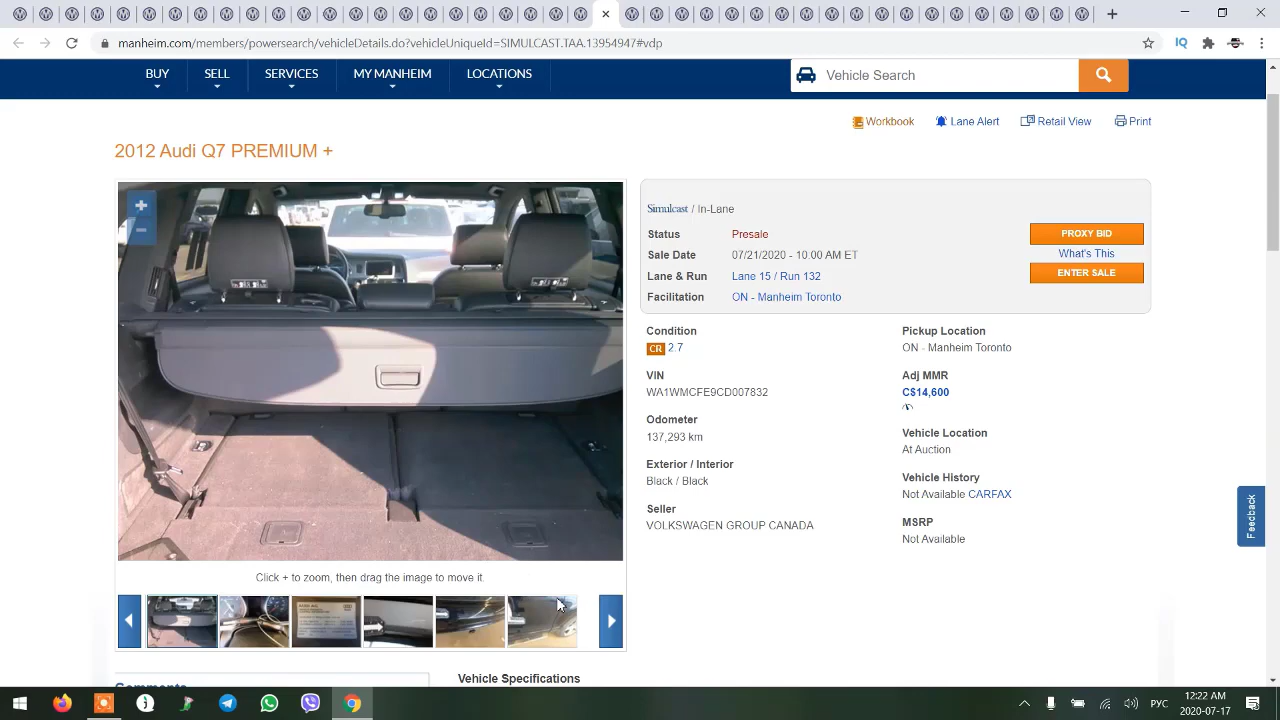 manheim.com/members/powersearch/vehicleDetails.do?vehicleUniquid=SIMULCAST.TAA.13954947#vdp
IQ
BUY
SELL
SERVICES
MY MANHEIM
LOCATIONS
Vehicle Search
Workbook
Lane Alert
Retail View
Print
2012 Audi Q7 PREMIUM +
Simulcast / In-Lane
Status Presale
PROXY BID
Sale Date 07/21/2020 - 10:00 AM ET
What's This
Lane & Run Lane 15 / Run 132
ENTER SALE
Facilitation ON - Manheim Toronto
Condition
CR 2.7
VIN
WA1WMCFE9CD007832
Odometer
137,293 km
Exterior / Interior
Black / Black
Seller
VOLKSWAGEN GROUP CANADA
Pickup Location
ON - Manheim Toronto
Adj MMR
C$14,600
Vehicle Location
At Auction
Vehicle History
Not Available CARFAX
MSRP
Not Available
Feedback
Click + to zoom, then drag the image to move it.
Comments
Vehicle Specifications
РУС
12:22 AM
2020-07-17